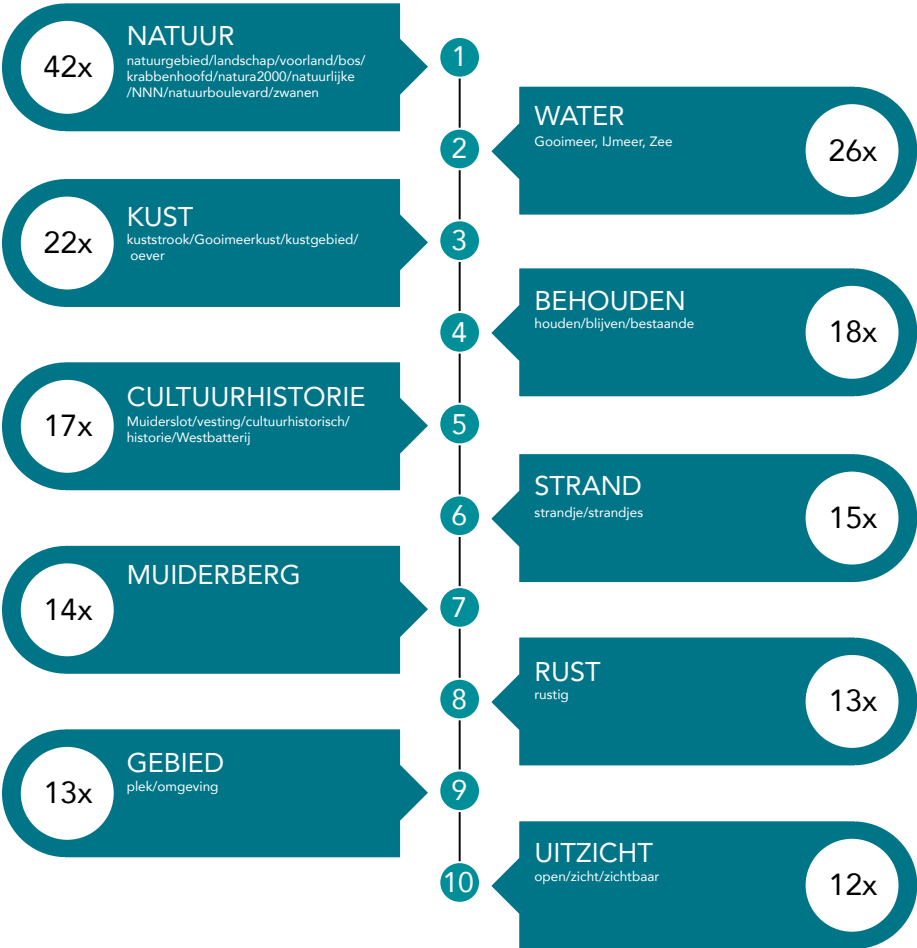 42x
NATUUR
natuurgebied/landschap/voorland/bos/
krabbenhoofd/natura2000/natuurlijke
/NNN/natuurboulevard/zwanen
1
WATER
Gooimeer, IJmeer, Zee
26x
2
22x
KUST
kuststrook/Gooimeerkust/kustgebied/
oever
3
BEHOUDEN
houden/blijven/bestaande
18x
4
17x
CULTUURHISTORIE
Muiderslot/vesting/cultuurhistorisch/
historie/Westbatterij
5
STRAND
strandje/strandjes
15x
6
14x
MUIDERBERG
7
RUST
rustig
13x
8
13x
GEBIED
plek/omgeving
9
UITZICHT
open/zicht/zichtbaar
12x
10